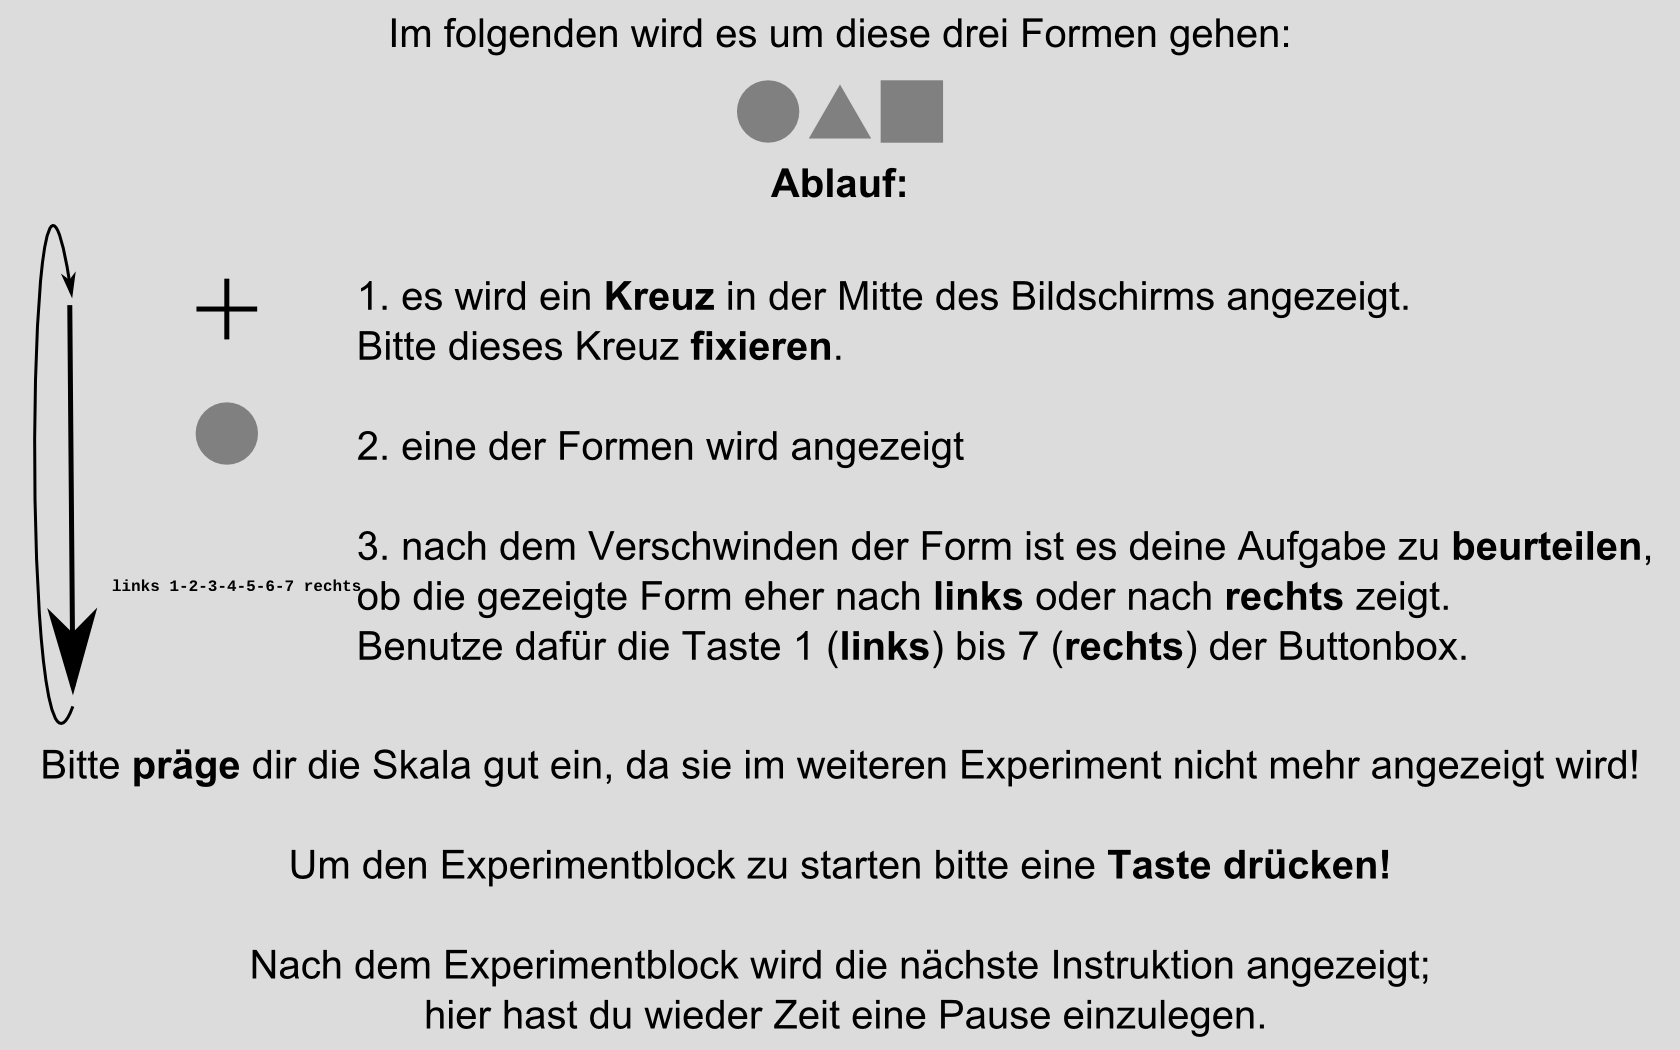 Im folgenden wird es um diese drei Formen gehen:
Ablauf:
1. es wird ein Kreuz in der Mitte des Bildschirms angezeigt.
Bitte dieses Kreuz fixieren.
2. eine der Formen wird angezeigt
3. nach dem Verschwinden der Form ist es deine Aufgabe zu beurteilen,
links 1-2-3-4-5-6-7 rechts
ob die gezeigte Form eher nach links oder nach rechts zeigt.
Benutze dafür die Taste 1 (links) bis 7 (rechts) der Buttonbox.
Bitte präge dir die Skala gut ein, da sie im weiteren Experiment nicht mehr angezeigt wird!
Um den Experimentblock zu starten bitte eine Taste drücken!
Nach dem Experimentblock wird die nächste Instruktion angezeigt;
hier hast du wieder Zeit eine Pause einzulegen.